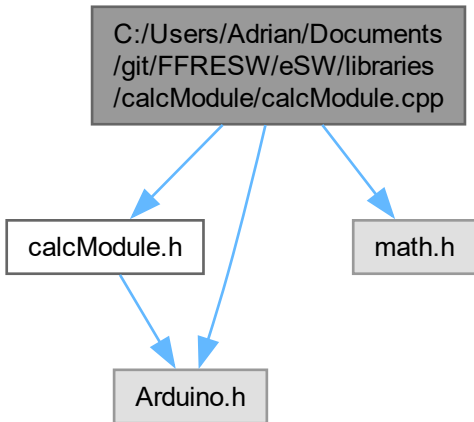 C:/Users/Adrian/Documents
/git/FFRESW/eSW/libraries
/calcModule/calcModule.cpp
calcModule.h
math.h
Arduino.h